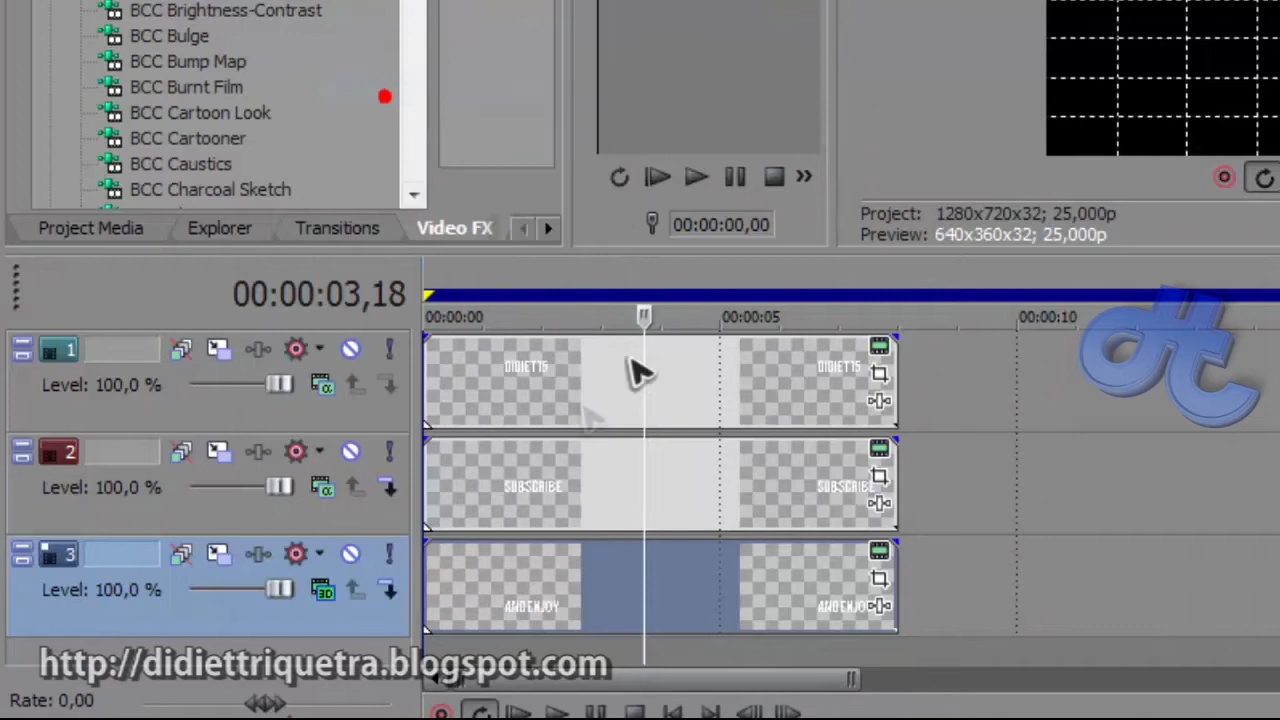 BCC Brightness-Contrast
BCC Bulge
BCC Bump Map
BCC Burnt Film
BCC Cartoon Look
BCC Cartooner
BCC Caustics
BCC Charcoal Sketch
Project Media
Explorer
Transitions
Video FX
00:00:00,00
Project: 1280x720x32; 25,000p
Preview: 640x360x32; 25,000p
00:00:03,18
00:00:00
00:00:05
00:00:10
dt
1
Level: 100,0 %
DIDIET15
DIDIET15
2
Level: 100,0 %
SUBSCRIBE
SUBSCRIBE
3
Level: 100,0 %
3D
AND ENJOY
AND ENJOY
http://didiettriquetra.blogspot.com
Rate: 0,00